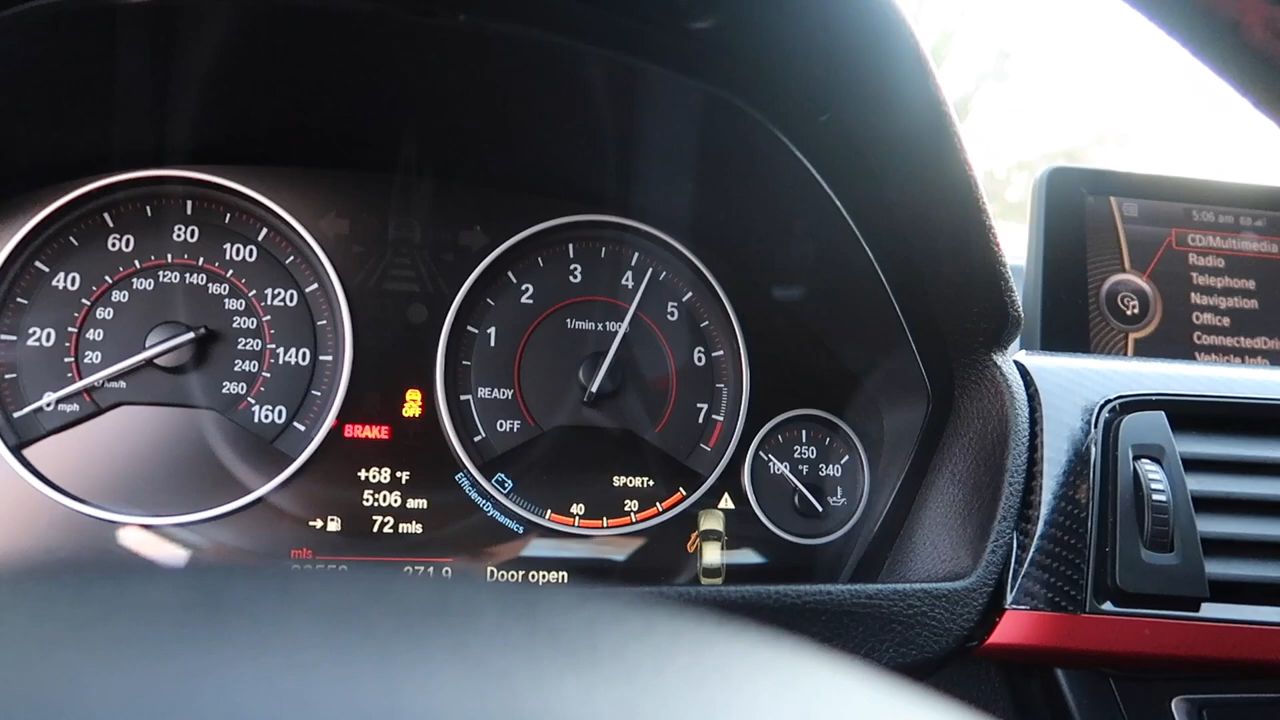 0 mph
20
40
60
80
100
120
140
160
20
40
60
80
100
120
140
160
180
200
220
240
260
km/h
OFF
BRAKE
+68 °F
5:06 am
72 mls
mls
271.9
1
2
3
4
5
6
7
1/min x
READY
OFF
SPORT+
40
20
EfficientDynamics
Door open
160
250
340
°F
5:06 am
CD/Multimedia
Radio
Telephone
Navigation
Office
Vehicle Info